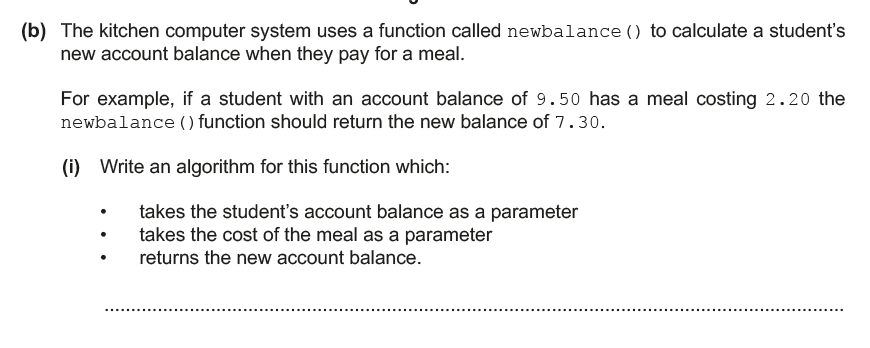 (b) The kitchen computer system uses a function called newbalance() to calculate a student's
new account balance when they pay for a meal.
For example, if a student with an account balance of 9.50 has a meal costing 2.20 the
newbalance() function should return the new balance of 7.30.
(i) Write an algorithm for this function which:
• takes the student's account balance as a parameter
• takes the cost of the meal as a parameter
• returns the new account balance.